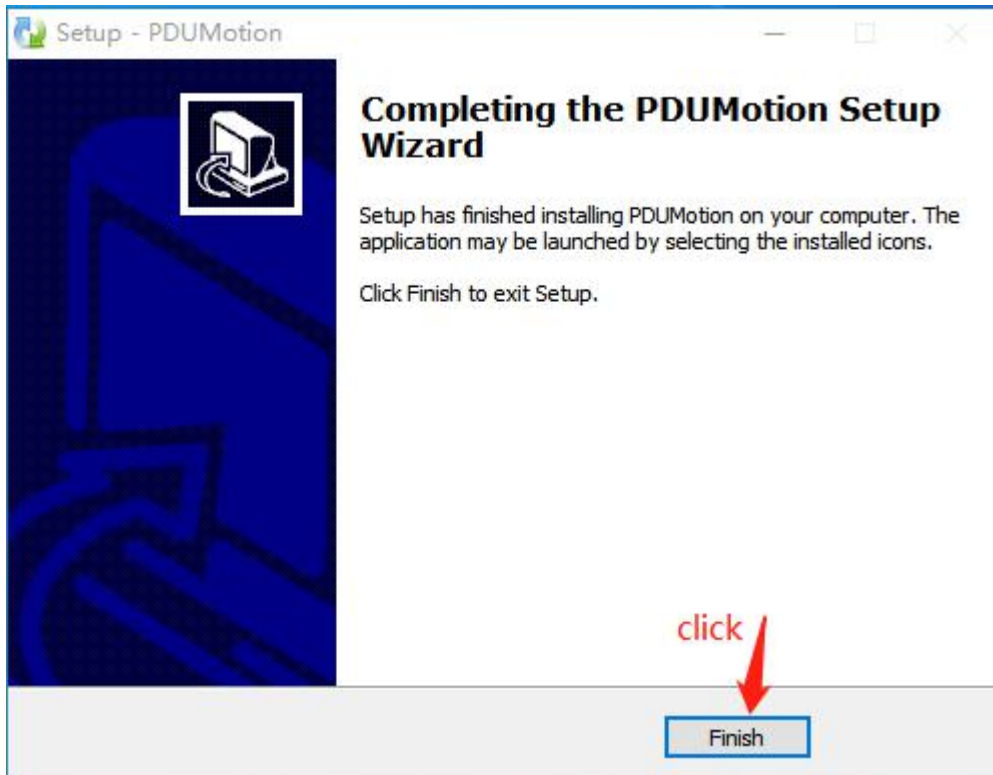 Setup - PDUMotion
Completing the PDUMotion Setup
Wizard
Setup has finished installing PDUMotion on your computer. The
application may be launched by selecting the installed icons.
Click Finish to exit Setup.
click
Finish